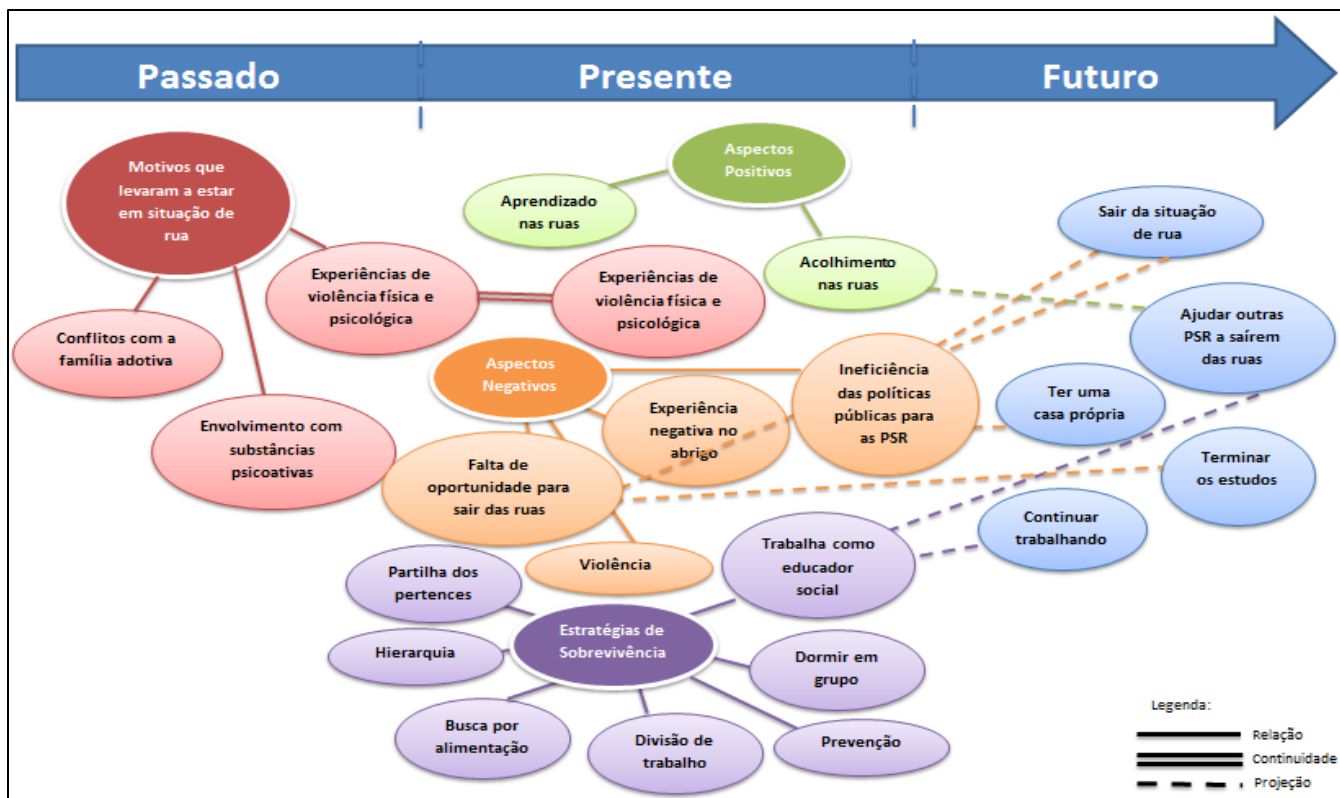 Passado
Presente
Futuro
Motivos que
levaram a estar
em situação de
rua
Conflitos com a
família adotiva
Experiências de
violência física e
psicológica
Envolvimento com
substâncias
psicoativas
Aspectos
Positivos
Aprendizado
nas ruas
Acolhimento
nas ruas
Experiências de
violência física e
psicológica
Aspectos
Negativos
Experiência
negativa no
abrigo
Ineficiência
das políticas
públicas para
as PSR
Falta de
oportunidade para
sair das ruas
Violência
Estratégias de
Sobrevivência
Partilha dos
pertences
Hierarquia
Busca por
alimentação
Divisão de
trabalho
Prevenção
Dormir em
grupo
Trabalha como
educador
social
Sair da situação
de rua
Ajudar outras
PSR a saírem
das ruas
Ter uma
casa própria
Terminar
os estudos
Continuar
trabalhando
Legenda:
Relação
Continuidade
Projeção